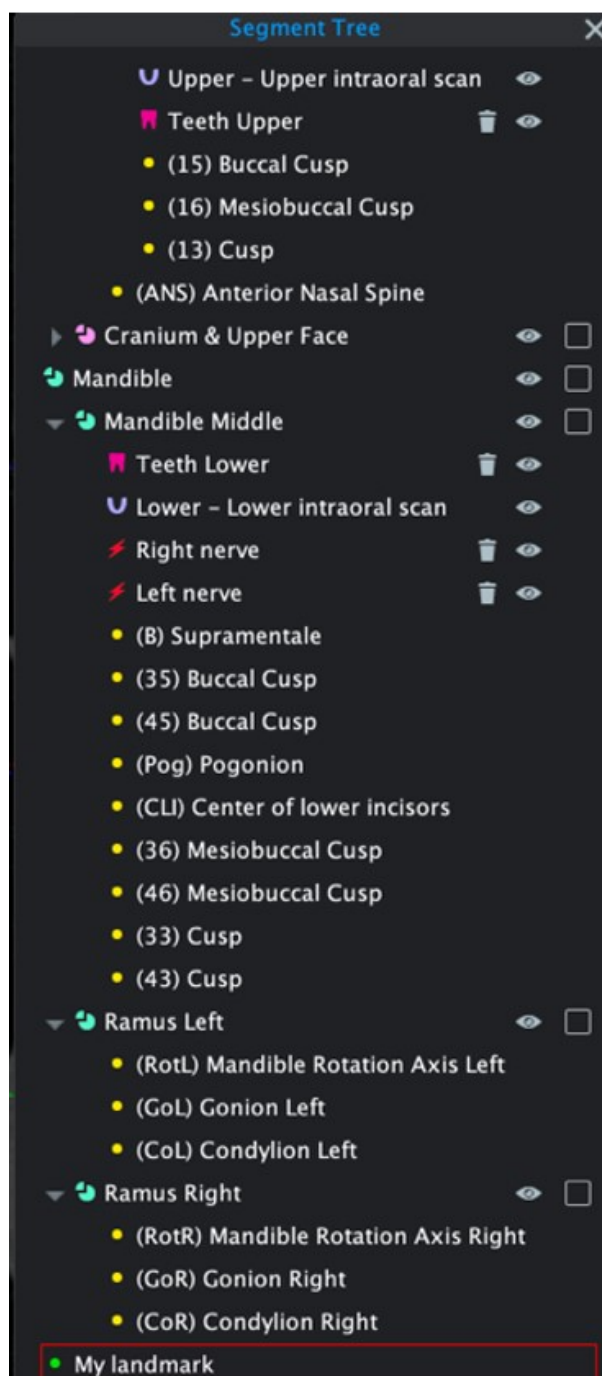 Segment Tree
Upper – Upper intraoral scan
Teeth Upper
(15) Buccal Cusp
(16) Mesiobuccal Cusp
(13) Cusp
(ANS) Anterior Nasal Spine
Cranium & Upper Face
Mandible
Mandible Middle
Teeth Lower
Lower – Lower intraoral scan
Right nerve
Left nerve
(B) Supramentale
(35) Buccal Cusp
(45) Buccal Cusp
(Pog) Pogonion
(CLI) Center of lower incisors
(36) Mesiobuccal Cusp
(46) Mesiobuccal Cusp
(33) Cusp
(43) Cusp
Ramus Left
(RotL) Mandible Rotation Axis Left
(GoL) Gonion Left
(CoL) Condylion Left
Ramus Right
(RotR) Mandible Rotation Axis Right
(GoR) Gonion Right
(CoR) Condylion Right
My landmark